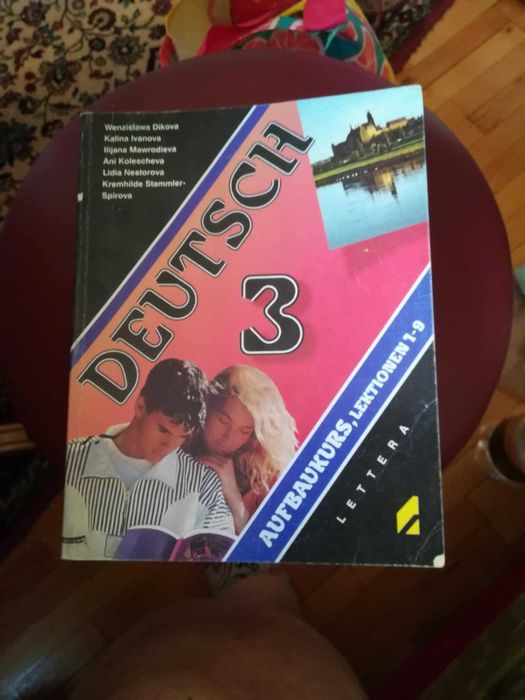 Wenzislawa Dikova
Kalina Ivanova
Ilijana Mawrodieva
Ani Kolescheva
Lidia Nestorova
Kremhilde Stammler-
Spirova
DEUTSCH
3
AUFBAUKURS, LEKTIONEN 1-9
LETTERA